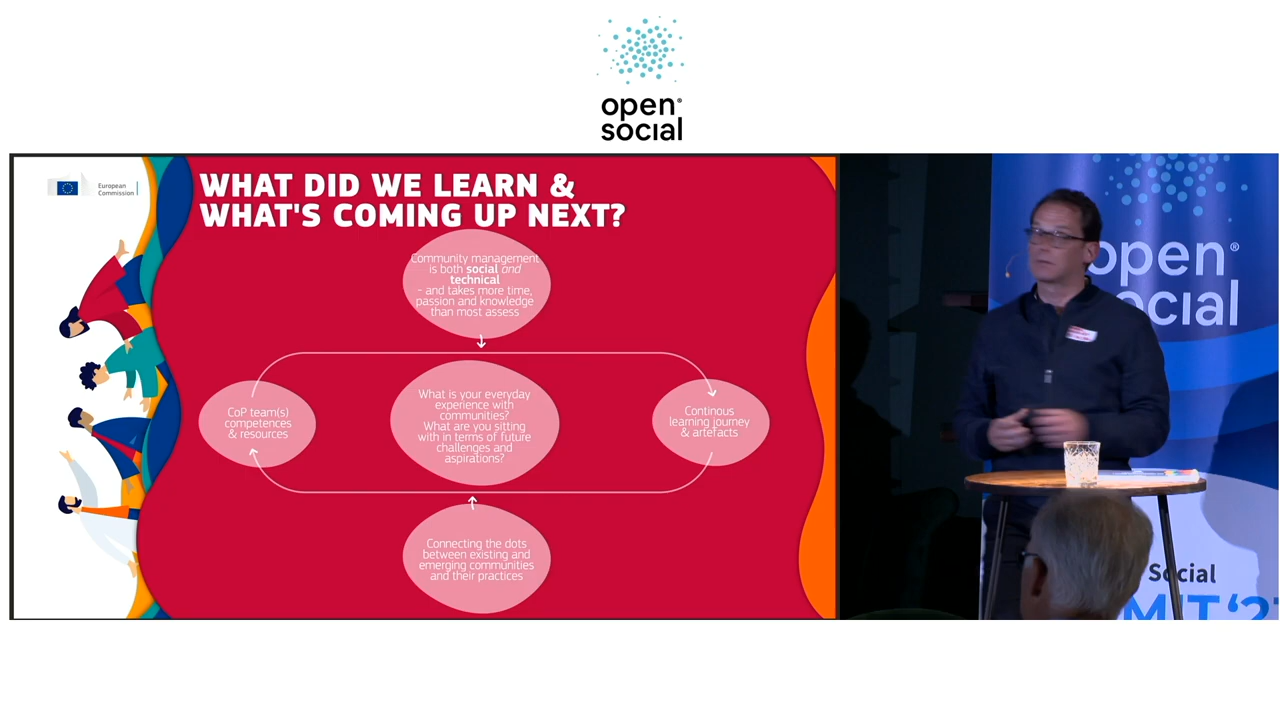 open®
social
European
Commission
WHAT DID WE LEARN &
WHAT'S COMING UP NEXT?
Community management
is both social and
technical
- and takes more time,
passion and knowledge
than most assess
CoP team(s)
competences
& resources
What is your everyday
experience with
communities?
What are you sitting
with in terms of future
challenges and
aspirations?
Continous
learning journey
& artefacts
Connecting the dots
between existing and
emerging communities
and their practices
open®
social
Social